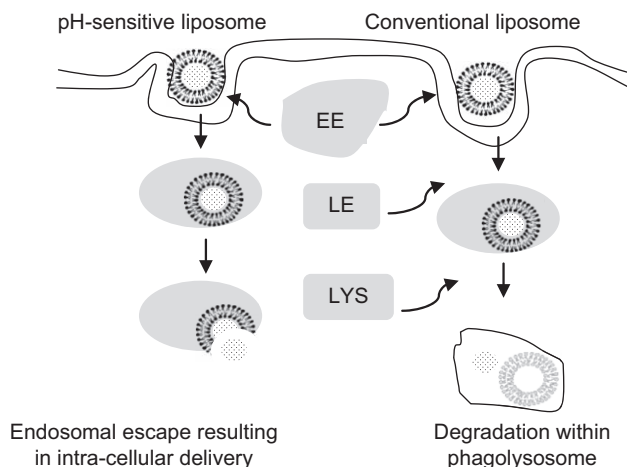 pH-sensitive liposome
Conventional liposome
EE
LE
LYS
Endosomal escape resulting
in intra-cellular delivery
Degradation within
phagolysosome